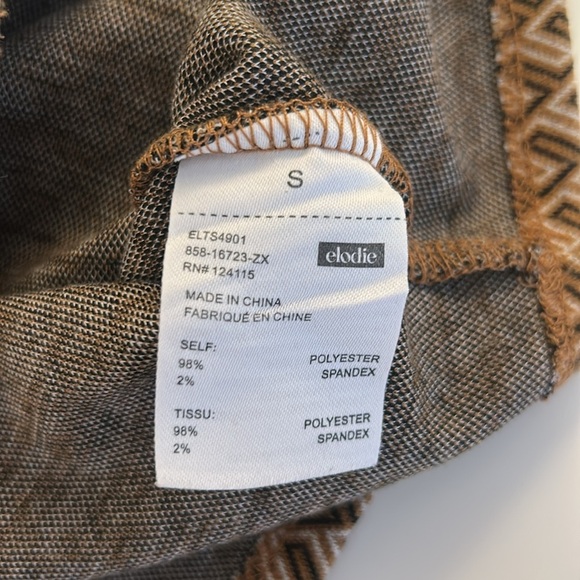 S
ELTS4901
858-16723-ZX
RN# 124115
elodie
MADE IN CHINA
FABRIQUÉ EN CHINE
SELF:
98% POLYESTER
2% SPANDEX
TISSU:
98% POLYESTER
2% SPANDEX